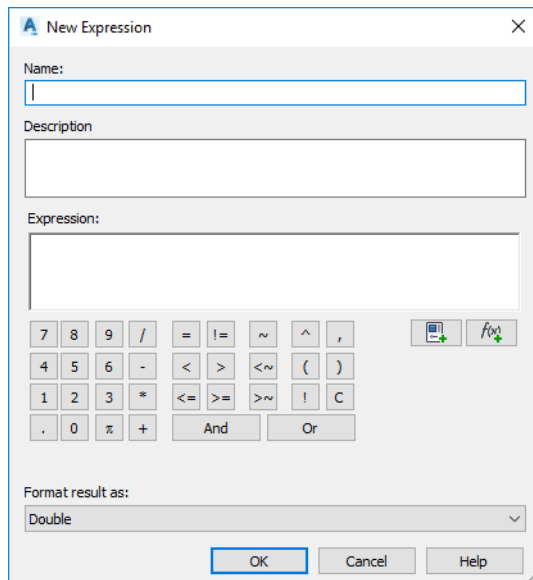 New Expression
Name:
Description
Expression:
7 8 9 / = != ~ ^ , f(x)
4 5 6 - < > <~ ( )
1 2 3 * <= >= >~ ! C
. 0 π + And Or
Format result as:
Double
OK Cancel Help